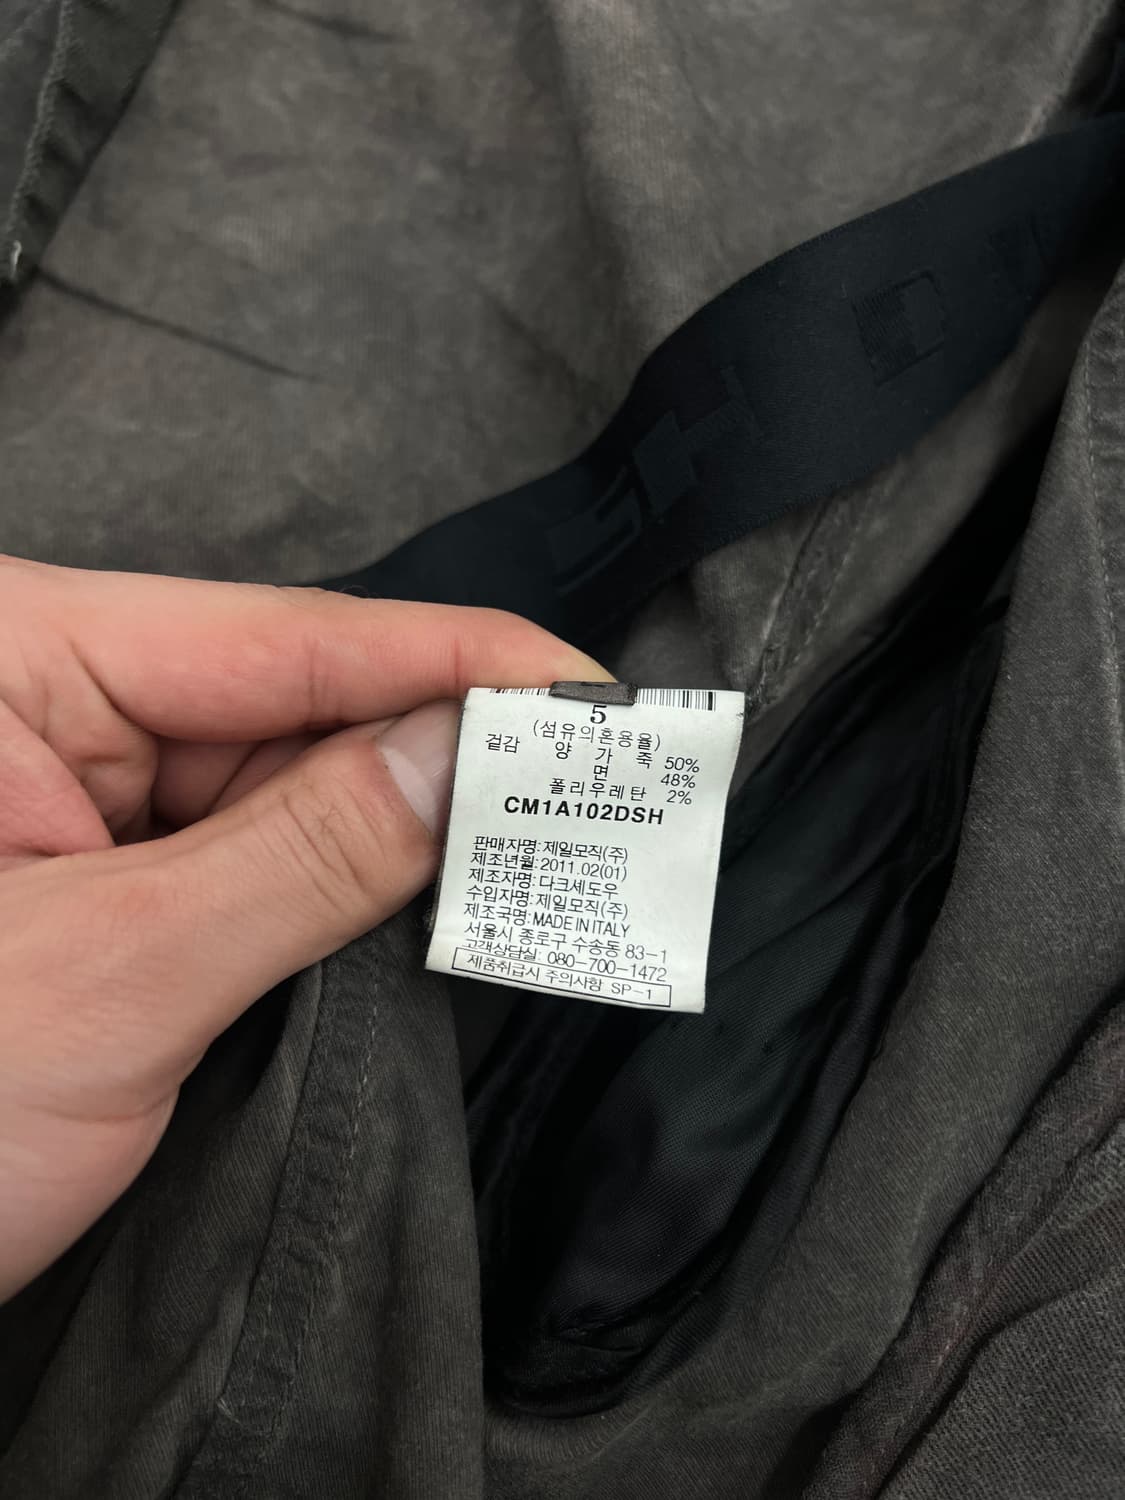 5
(섬유의혼용율)
겉감 양가죽 50%
면 48%
폴리우레탄 2%
CM1A102DSH
판매자명:제일모직(주)
제조년월:2011.02(01)
제조자명:다크세도우
수입자명:제일모직(주)
제조국명:MADE IN ITALY
서울시 종로구 수송동 83-1
고객상담실: 080-700-1472
제품취급시 주의사항 SP-1